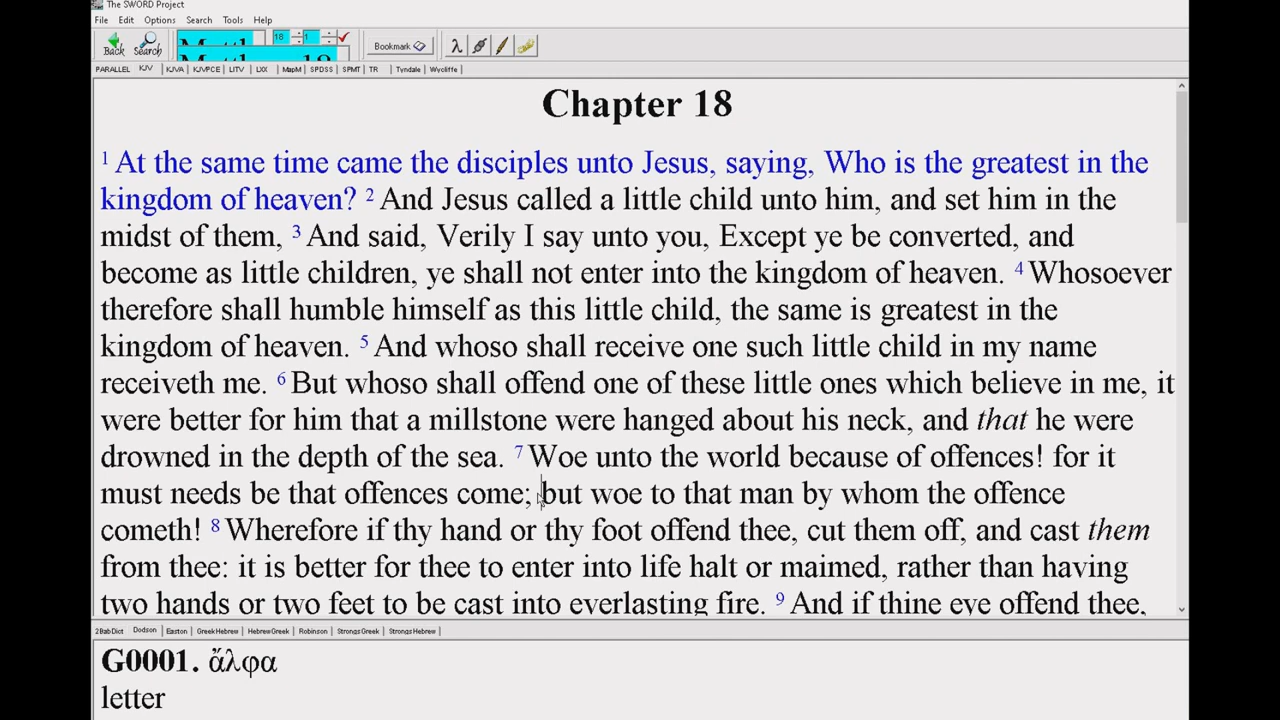 The SWORD Project
File Edit Options Search Help
Back Search 18 1 Bookmark λ
PARALLEL KJV KJVA KJVPCE LITV LXX MapM SPDSS SPMT TR Tyndale Wycliffe
Chapter 18
1 At the same time came the disciples unto Jesus, saying, Who is the greatest in the
kingdom of heaven? 2 And Jesus called a little child unto him, and set him in the
midst of them, 3 And said, Verily I say unto you, Except ye be converted, and
become as little children, ye shall not enter into the kingdom of heaven. 4 Whosoever
therefore shall humble himself as this little child, the same is greatest in the
kingdom of heaven. 5 And whoso shall receive one such little child in my name
receiveth me. 6 But whoso shall offend one of these little ones which believe in me, it
were better for him that a millstone were hanged about his neck, and that he were
drowned in the depth of the sea. 7 Woe unto the world because of offences! for it
must needs be that offences come; but woe to that man by whom the offence
cometh! 8 Wherefore if thy hand or thy foot offend thee, cut them off, and cast them
from thee: it is better for thee to enter into life halt or maimed, rather than having
two hands or two feet to be cast into everlasting fire. 9 And if thine eye offend thee,
2BabDict Dodson Easton GreekHebrew HebrewGreek Robinson StrongsGreek StrongsHebrew
G0001. ἄλφα
letter